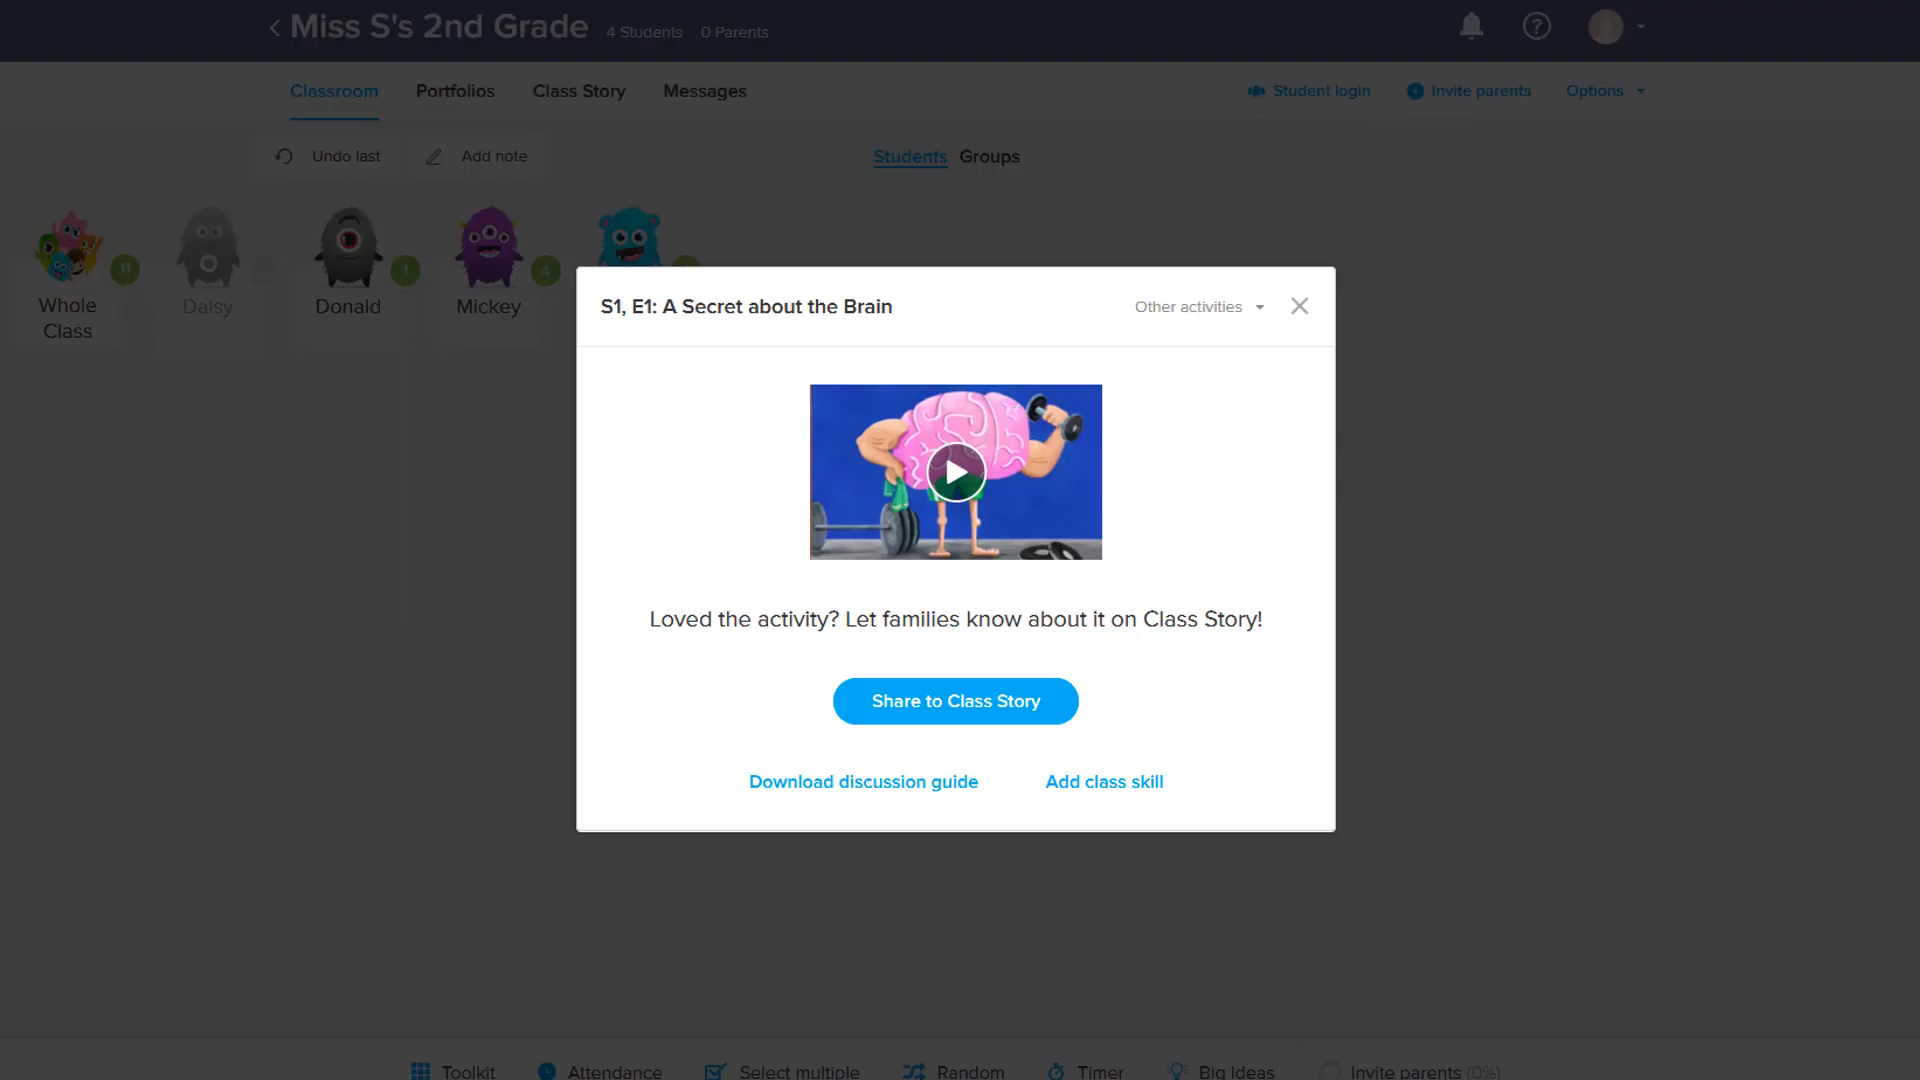 Miss S's 2nd Grade 4 Students 0 Parents
Classroom Portfolios Class Story Messages Student login Invite parents Options
Undo last Add note Students Groups
11 1 4
Whole Class Daisy Donald Mickey
S1, E1: A Secret about the Brain Other activities
Loved the activity? Let families know about it on Class Story!
Share to Class Story
Download discussion guide Add class skill
Toolkit Attendance Select multiple Random Timer Big Ideas Invite parents (0%)